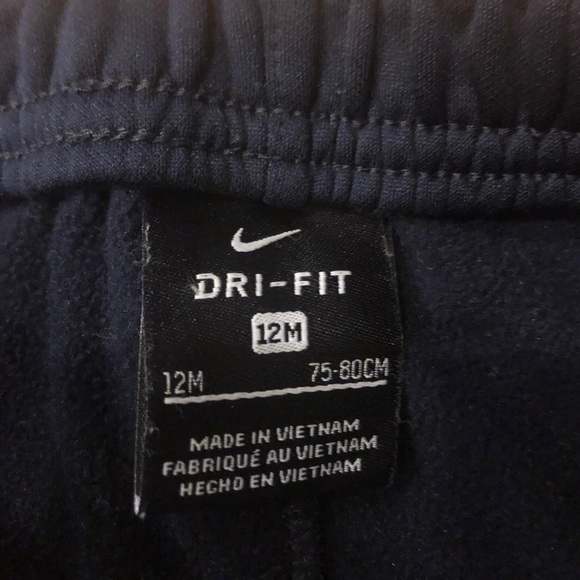 DRI-FIT
12M
12M 75-80CM
MADE IN VIETNAM
FABRIQUÉ AU VIETNAM
HECHO EN VIETNAM